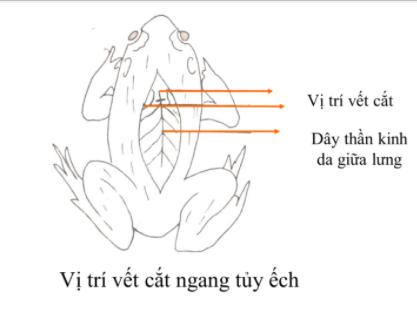 Vị trí vết cắt
Dây thần kinh
da giữa lưng
Vị trí vết cắt ngang tủy ếch